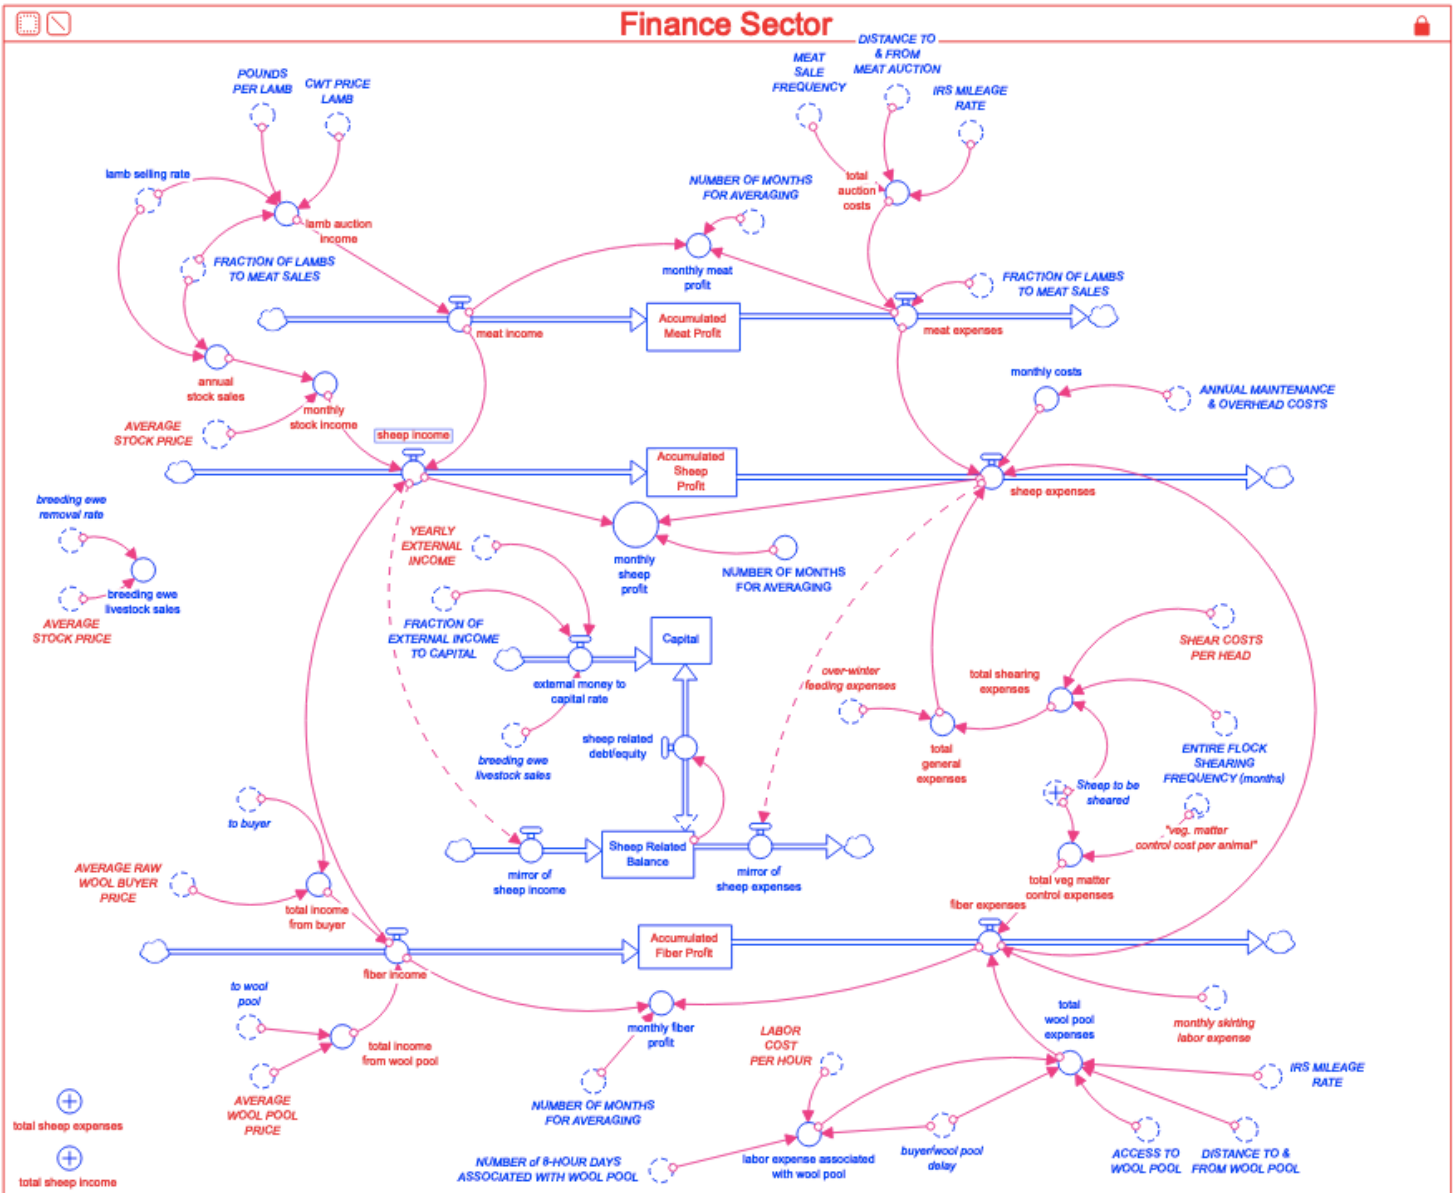 Finance Sector
DISTANCE TO
& FROM
MEAT AUCTION
MEAT
SALE
FREQUENCY
IRS MILEAGE
RATE
POUNDS
PER LAMB
CWT PRICE
LAMB
lamb selling rate
lamb auction
income
FRACTION OF LAMBS
TO MEAT SALES
NUMBER OF MONTHS
FOR AVERAGING
total
auction
costs
monthly meat
profit
FRACTION OF LAMBS
TO MEAT SALES
meat income
Accumulated
Meat Profit
meat expenses
annual
stock sales
monthly
stock income
AVERAGE
STOCK PRICE
monthly costs
ANNUAL MAINTENANCE
& OVERHEAD COSTS
sheep income
Accumulated
Sheep
Profit
sheep expenses
breeding ewe
removal rate
breeding ewe
livestock sales
AVERAGE
STOCK PRICE
YEARLY
EXTERNAL
INCOME
monthly
sheep
profit
NUMBER OF MONTHS
FOR AVERAGING
FRACTION OF
EXTERNAL INCOME
TO CAPITAL
Capital
external money to
capital rate
breeding ewe
livestock sales
sheep related
debt/equity
over-winter
feeding expenses
total shearing
expenses
SHEAR COSTS
PER HEAD
total
general
expenses
ENTIRE FLOCK
SHEARING
FREQUENCY (months)
Sheep to be
sheared
"veg. matter
control cost per animal"
total veg matter
control expenses
to buyer
mirror of
sheep income
Sheep Related
Balance
mirror of
sheep expenses
AVERAGE RAW
WOOL BUYER
PRICE
total income
from buyer
fiber expenses
fiber income
Accumulated
Fiber Profit
to wool
pool
total income
from wool pool
AVERAGE
WOOL POOL
PRICE
monthly fiber
profit
NUMBER OF MONTHS
FOR AVERAGING
LABOR
COST
PER HOUR
total
wool pool
expenses
monthly skirting
labor expense
IRS MILEAGE
RATE
NUMBER of 8-HOUR DAYS
ASSOCIATED WITH WOOL POOL
labor expense associated
with wool pool
buyer/wool pool
delay
ACCESS TO
WOOL POOL
DISTANCE TO &
FROM WOOL POOL
total sheep expenses
total sheep income